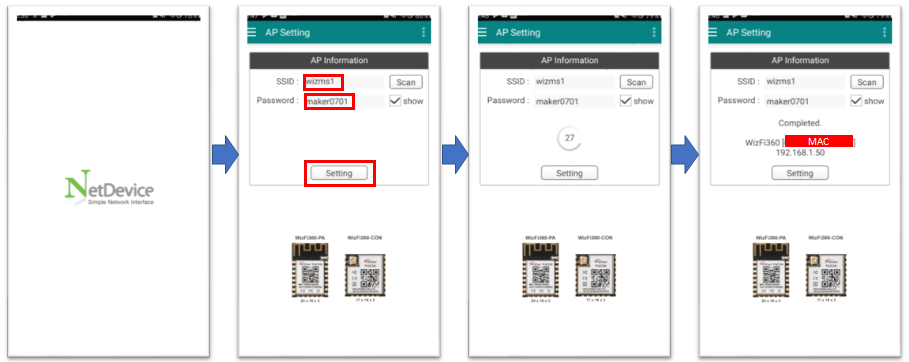 NetDevice
Simple Network Interface
AP Setting
AP Information
SSID : wizms1 Scan
Password : maker0701 show
Setting
WizFi360-PA WizFi360-CON
AP Setting
AP Information
SSID : wizms1 Scan
Password : maker0701 show
27
Setting
WizFi360-PA WizFi360-CON
AP Setting
AP Information
SSID : wizms1 Scan
Password : maker0701 show
Completed.
WizFi360 [ MAC ]
192.168.1.50
Setting
WizFi360-PA WizFi360-CON